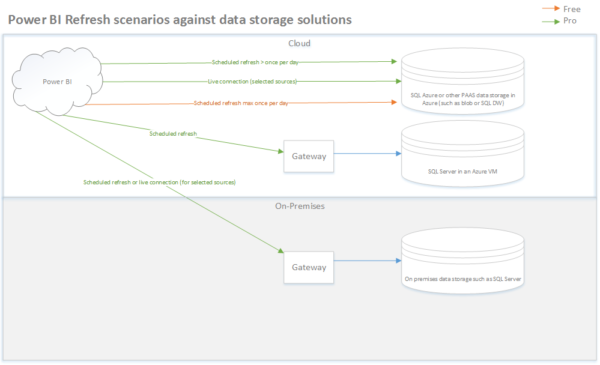 Power BI Refresh scenarios against data storage solutions
Free
Pro
Cloud
Power BI
Scheduled refresh > once per day
Live connection (selected sources)
Scheduled refresh max once per day
SQL Azure or other PAAS data storage in
Azure (such as blob or SQL DW)
Scheduled refresh
Gateway
SQL Server in an Azure VM
Scheduled refresh or live connection (for selected sources)
On-Premises
Gateway
On premises data storage such as SQL Server